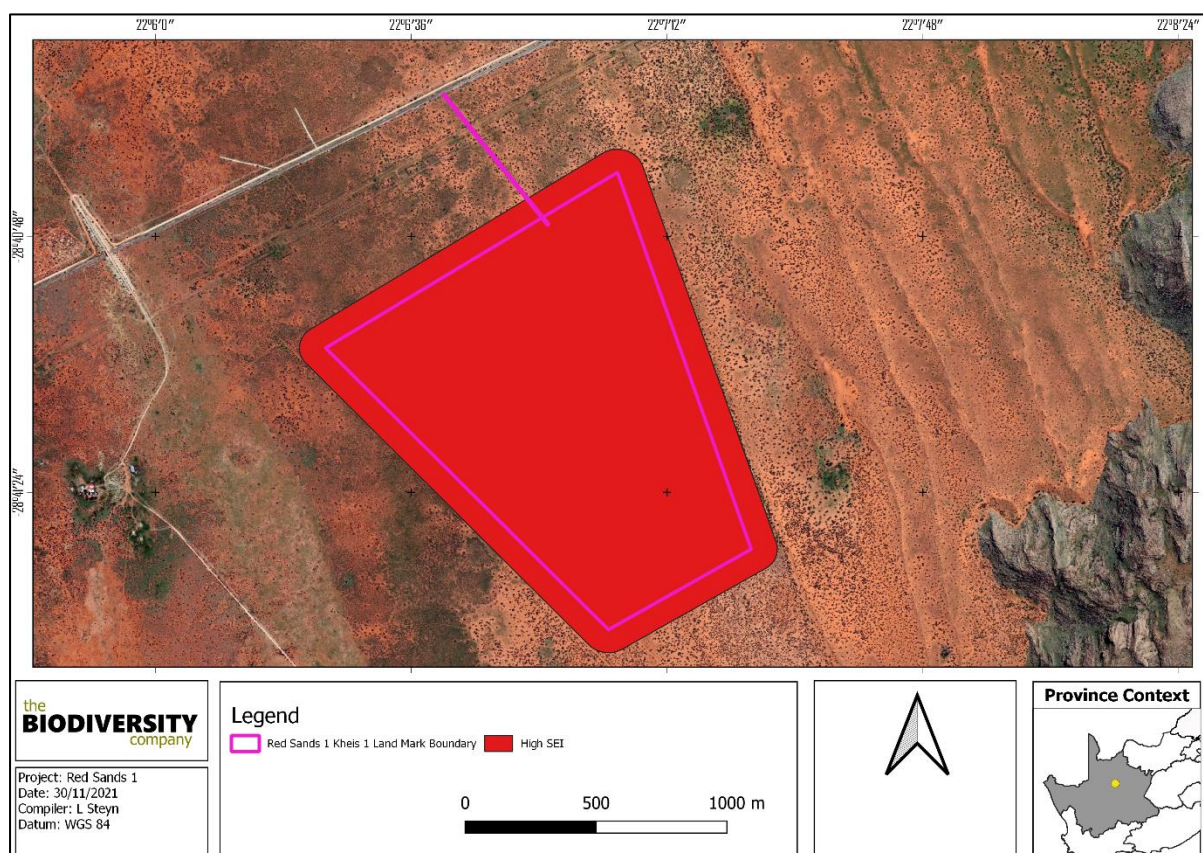 22°6'0"
22°6'36"
22°7'12"
22°7'48"
22°8'24"
-28°40'48"
-28°41'24"
the
BIODIVERSITY
company
Project: Red Sands 1
Date: 30/11/2021
Compiler: L Steyn
Datum: WGS 84
Legend
Red Sands 1 Kheis 1 Land Mark Boundary
High SEI
0 500 1000 m
Province Context